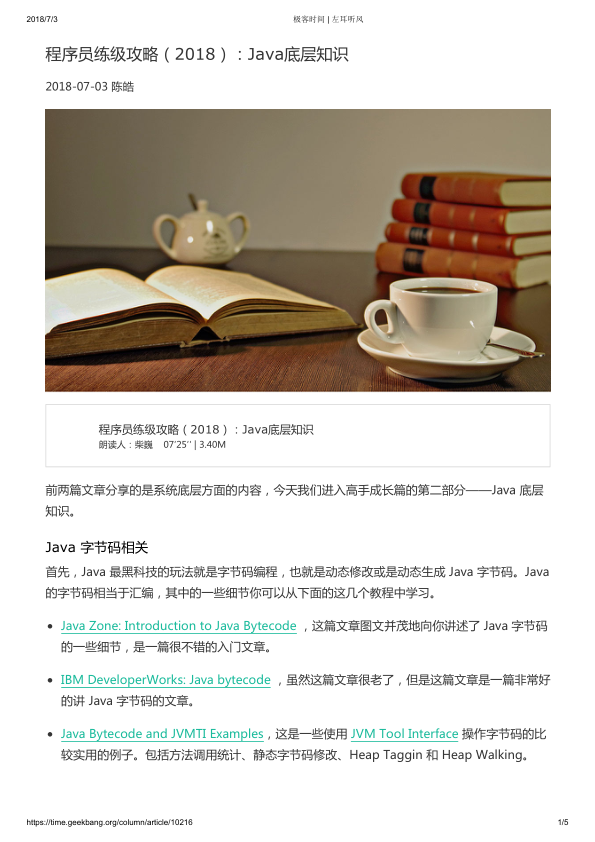 2018/7/3
极客时间 | 左耳听风
程序员练级攻略（2018）：Java底层知识
2018-07-03 陈皓
程序员练级攻略（2018）：Java底层知识
朗读人：柴巍 07′25′′ | 3.40M
前两篇文章分享的是系统底层方面的内容，今天我们进入高手成长篇的第二部分——Java 底层
知识。
Java 字节码相关
首先，Java 最黑科技的玩法就是字节码编程，也就是动态修改或是动态生成 Java 字节码。Java
的字节码相当于汇编，其中的一些细节你可以从下面的这几个教程中学习。
• Java Zone: Introduction to Java Bytecode ，这篇文章图文并茂地向你讲述了 Java 字节码
的一些细节，是一篇很不错的入门文章。
• IBM DeveloperWorks: Java bytecode ，虽然这篇文章很老了，但是这篇文章是一篇非常好
的讲 Java 字节码的文章。
• Java Bytecode and JVMTI Examples，这是一些使用 JVM Tool Interface 操作字节码的比
较实用的例子。包括方法调用统计、静态字节码修改、Heap Taggin 和 Heap Walking。
https://time.geekbang.org/column/article/10216
1/5